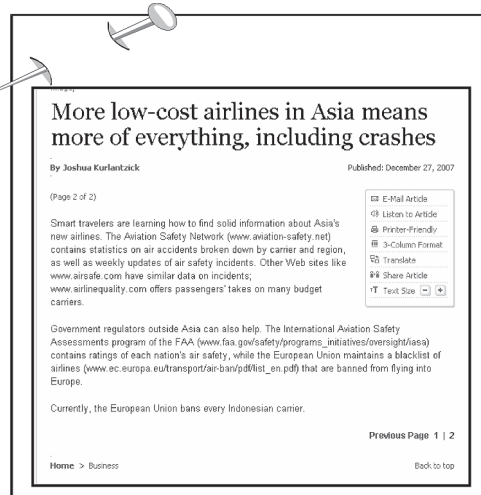 More low-cost airlines in Asia means
more of everything, including crashes
By Joshua Kurlantzick
Published: December 27, 2007
(Page 2 of 2)
E-Mail Article
Listen to Article
Printer-Friendly
3-Column Format
Translate
Share Article
Text Size
Smart travelers are learning how to find solid information about Asia's
new airlines. The Aviation Safety Network (www.aviation-safety.net)
contains statistics on air accidents broken down by carrier and region,
as well as weekly updates of air safety incidents. Other Web sites like
www.airsafe.com have similar data on incidents;
www.airlinequality.com offers passengers' takes on many budget
carriers.
Government regulators outside Asia can also help. The International Aviation Safety
Assessments program of the FAA (www.faa.gov/safety/programs_initiatives/oversight/iasa)
contains ratings of each nation's air safety, while the European Union maintains a blacklist of
airlines (www.ec.europa.eu/transport/air-ban/pdf/list_en.pdf) that are banned from flying into
Europe.
Currently, the European Union bans every Indonesian carrier.
Previous Page 1 | 2
Home > Business
Back to top